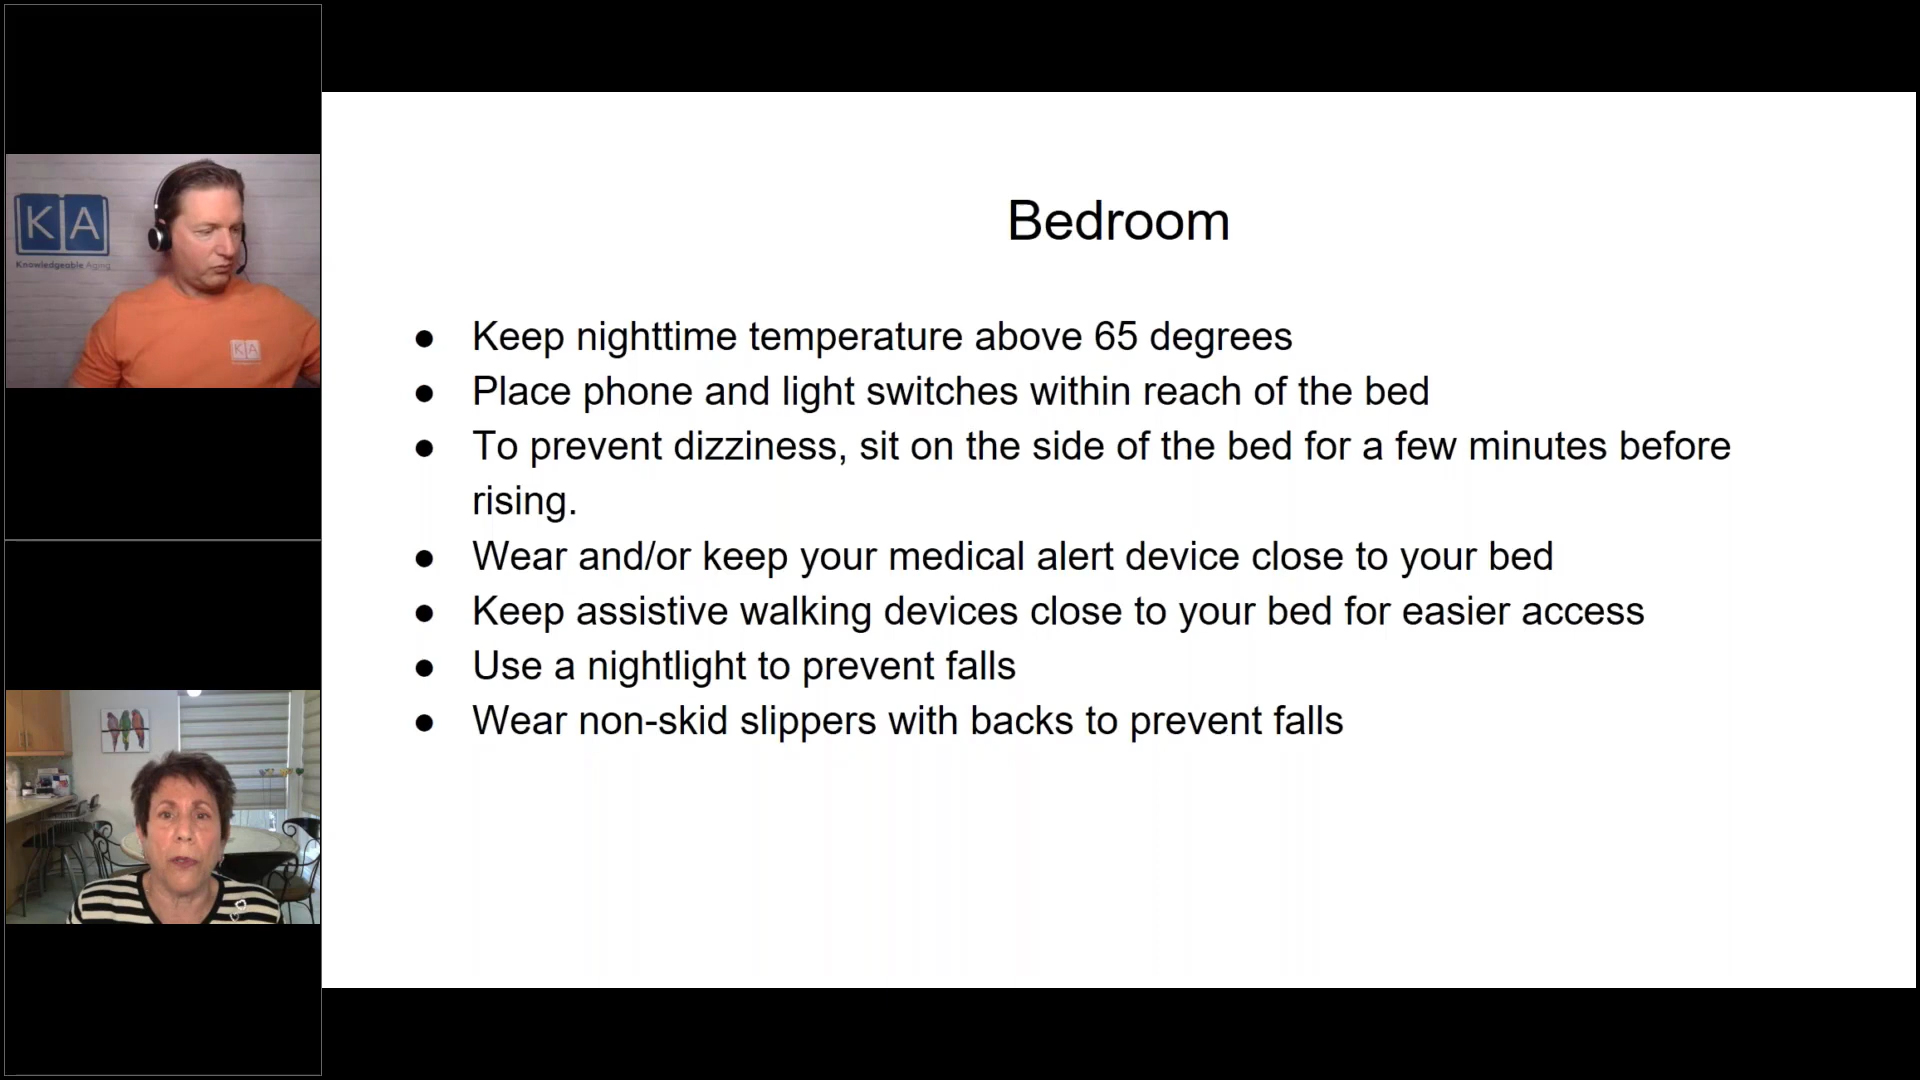 KA
Knowledgeable Aging
KA
Bedroom
● Keep nighttime temperature above 65 degrees
● Place phone and light switches within reach of the bed
● To prevent dizziness, sit on the side of the bed for a few minutes before
rising.
● Wear and/or keep your medical alert device close to your bed
● Keep assistive walking devices close to your bed for easier access
● Use a nightlight to prevent falls
● Wear non-skid slippers with backs to prevent falls